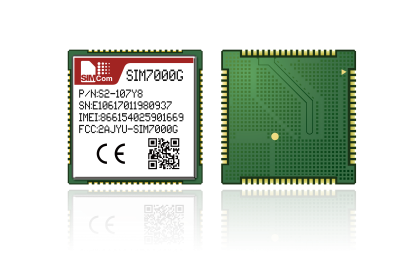 SIMCom
SIM7000G
P/N:S2-107Y8
SN:E10617011980937
IMEI:866154025901669
FCC:2AJYU-SIM7000G
CE